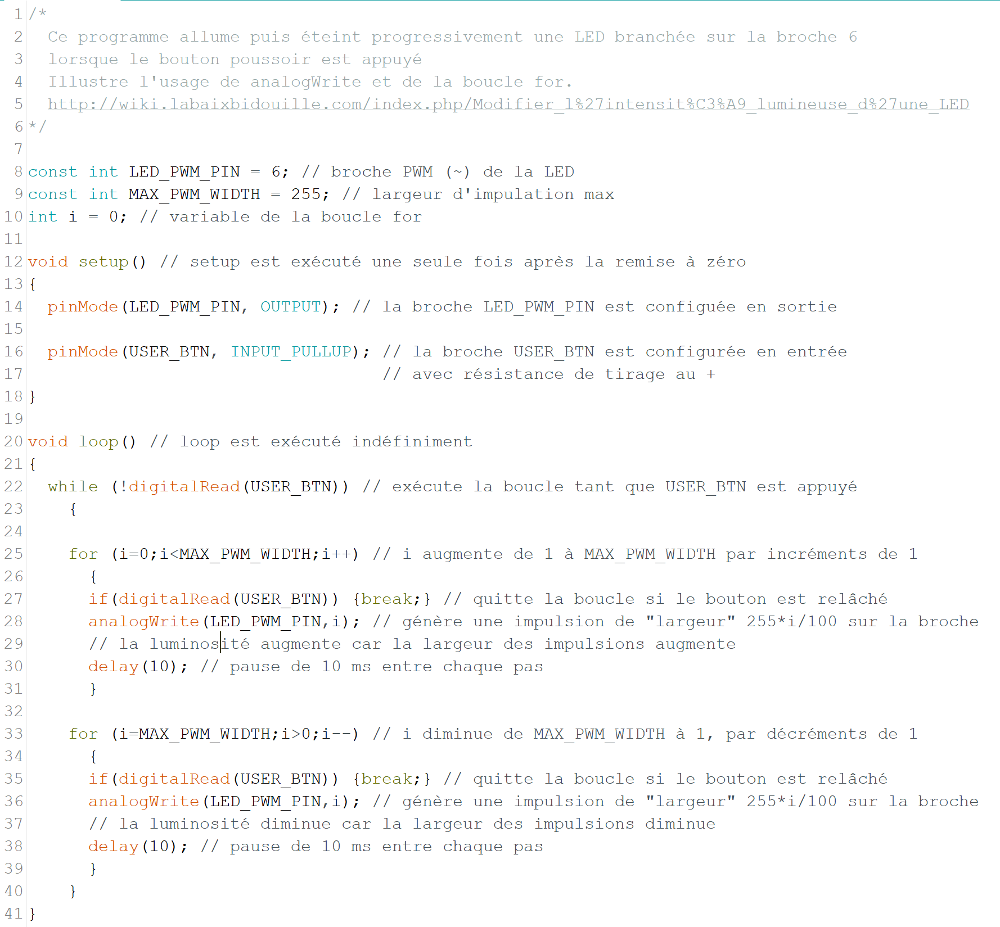 1 /*
2   Ce programme allume puis éteint progressivement une LED branchée sur la broche 6
3   lorsque le bouton poussoir est appuyé
4   Illustre l'usage de analogWrite et de la boucle for.
5   http://wiki.labaixbidouille.com/index.php/Modifier_l%27intensit%C3%A9_lumineuse_d%27une_LED
6 */
7
8 const int LED_PWM_PIN = 6; // broche PWM (~) de la LED
9 const int MAX_PWM_WIDTH = 255; // largeur d'impulation max
10 int i = 0; // variable de la boucle for
11
12 void setup() // setup est exécuté une seule fois après la remise à zéro
13 {
14   pinMode(LED_PWM_PIN, OUTPUT); // la broche LED_PWM_PIN est configuée en sortie
15
16   pinMode(USER_BTN, INPUT_PULLUP); // la broche USER_BTN est configurée en entrée
17                                    // avec résistance de tirage au +
18 }
19
20 void loop() // loop est exécuté indéfiniment
21 {
22   while (!digitalRead(USER_BTN)) // exécute la boucle tant que USER_BTN est appuyé
23     {
24
25     for (i=0;i<MAX_PWM_WIDTH;i++) // i augmente de 1 à MAX_PWM_WIDTH par incréments de 1
26       {
27       if(digitalRead(USER_BTN)) {break;} // quitte la boucle si le bouton est relâché
28       analogWrite(LED_PWM_PIN,i); // génère une impulsion de "largeur" 255*i/100 sur la broche
29       // la luminosité augmente car la largeur des impulsions augmente
30       delay(10); // pause de 10 ms entre chaque pas
31       }
32
33     for (i=MAX_PWM_WIDTH;i>0;i--) // i diminue de MAX_PWM_WIDTH à 1, par décréments de 1
34       {
35       if(digitalRead(USER_BTN)) {break;} // quitte la boucle si le bouton est relâché
36       analogWrite(LED_PWM_PIN,i); // génère une impulsion de "largeur" 255*i/100 sur la broche
37       // la luminosité diminue car la largeur des impulsions diminue
38       delay(10); // pause de 10 ms entre chaque pas
39       }
40     }
41 }